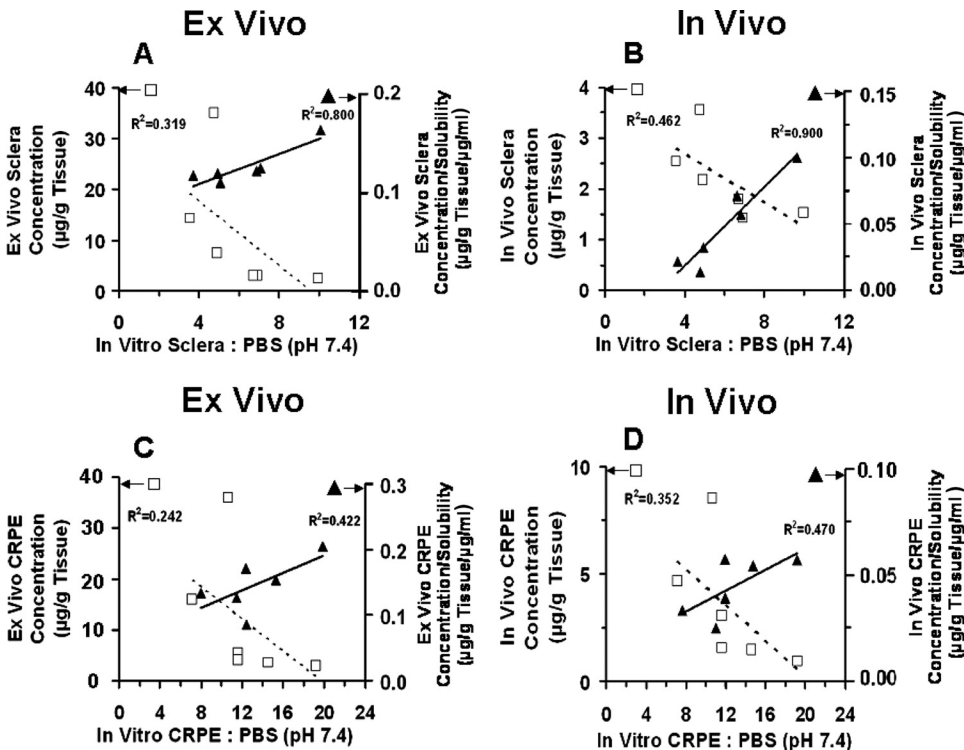 Ex Vivo
A
Ex Vivo Sclera
Concentration
(µg/g Tissue)
40
30
20
10
0
R²=0.319
R²=0.800
0.2
0.1
0.0
Ex Vivo Sclera
Concentration/Solubility
(µg/g Tissue/µg/ml)
0 4 8 12
In Vitro Sclera : PBS (pH 7.4)
In Vivo
B
In Vivo Sclera
Concentration
(µg/g Tissue)
4
3
2
1
0
R²=0.462
R²=0.900
0.15
0.10
0.05
0.00
In Vivo Sclera
Concentration/Solubility
(µg/g Tissue/µg/ml)
0 4 8 12
In Vitro Sclera : PBS (pH 7.4)
Ex Vivo
C
Ex Vivo CRPE
Concentration
(µg/g Tissue)
40
30
20
10
0
R²=0.242
R²=0.422
0.3
0.2
0.1
0.0
Ex Vivo CRPE
Concentration/Solubility
(µg/g Tissue/µg/ml)
0 4 8 12 16 20 24
In Vitro CRPE : PBS (pH 7.4)
In Vivo
D
In Vivo CRPE
Concentration
(µg/g Tissue)
10
5
0
R²=0.352
R²=0.470
0.10
0.05
0.00
In Vivo CRPE
Concentration/Solubility
(µg/g Tissue/µg/ml)
0 4 8 12 16 20 24
In Vitro CRPE : PBS (pH 7.4)